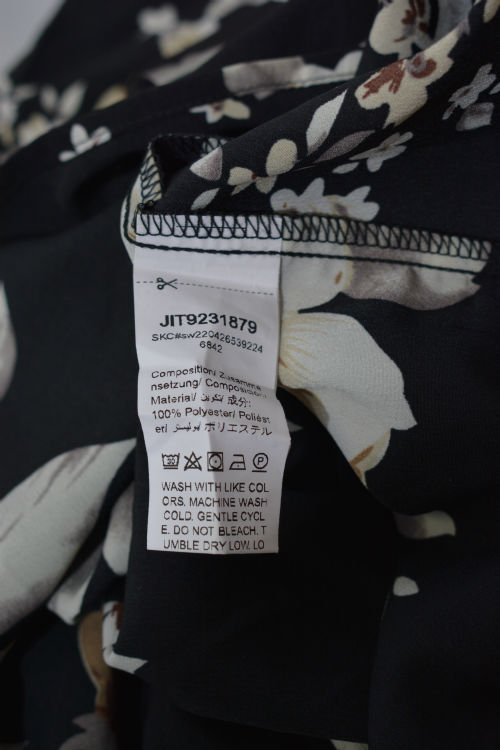 JIT9231879
SKC#sw220426539224
6842
Composition/ Zusamme
nsetzung/ Composición/
Material/ تكوين/ 成分:
100% Polyester/ Poliést
er/ بوليستر/ ポリエステル
WASH WITH LIKE COL
ORS. MACHINE WASH
COLD. GENTLE CYCL
E. DO NOT BLEACH. T
UMBLE DRY LOW. LO